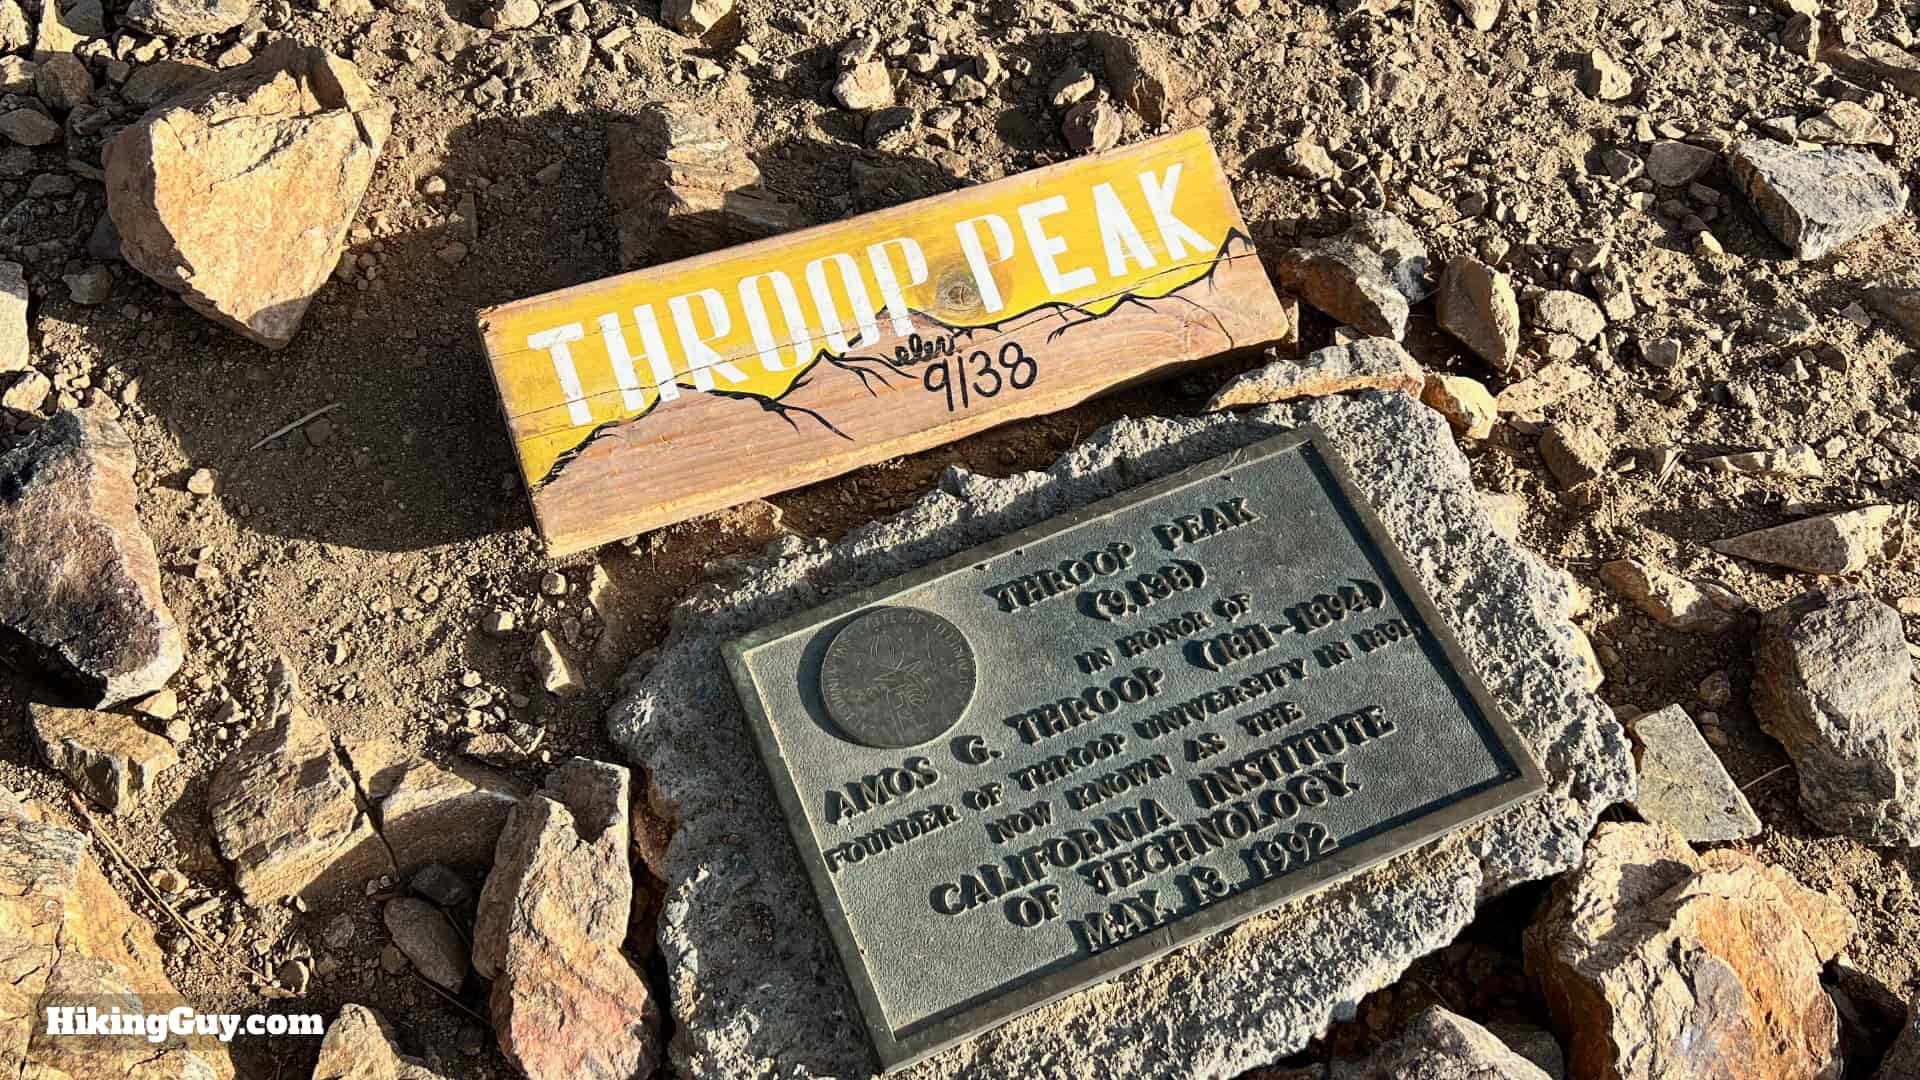 THROOP PEAK
elev
9138
THROOP PEAK
(9,138)
IN HONOR OF
AMOS G. THROOP (1811-1894)
FOUNDER OF THROOP UNIVERSITY IN 1891,
NOW KNOWN AS THE
CALIFORNIA INSTITUTE
OF TECHNOLOGY.
MAY, 13, 1992
HikingGuy.com